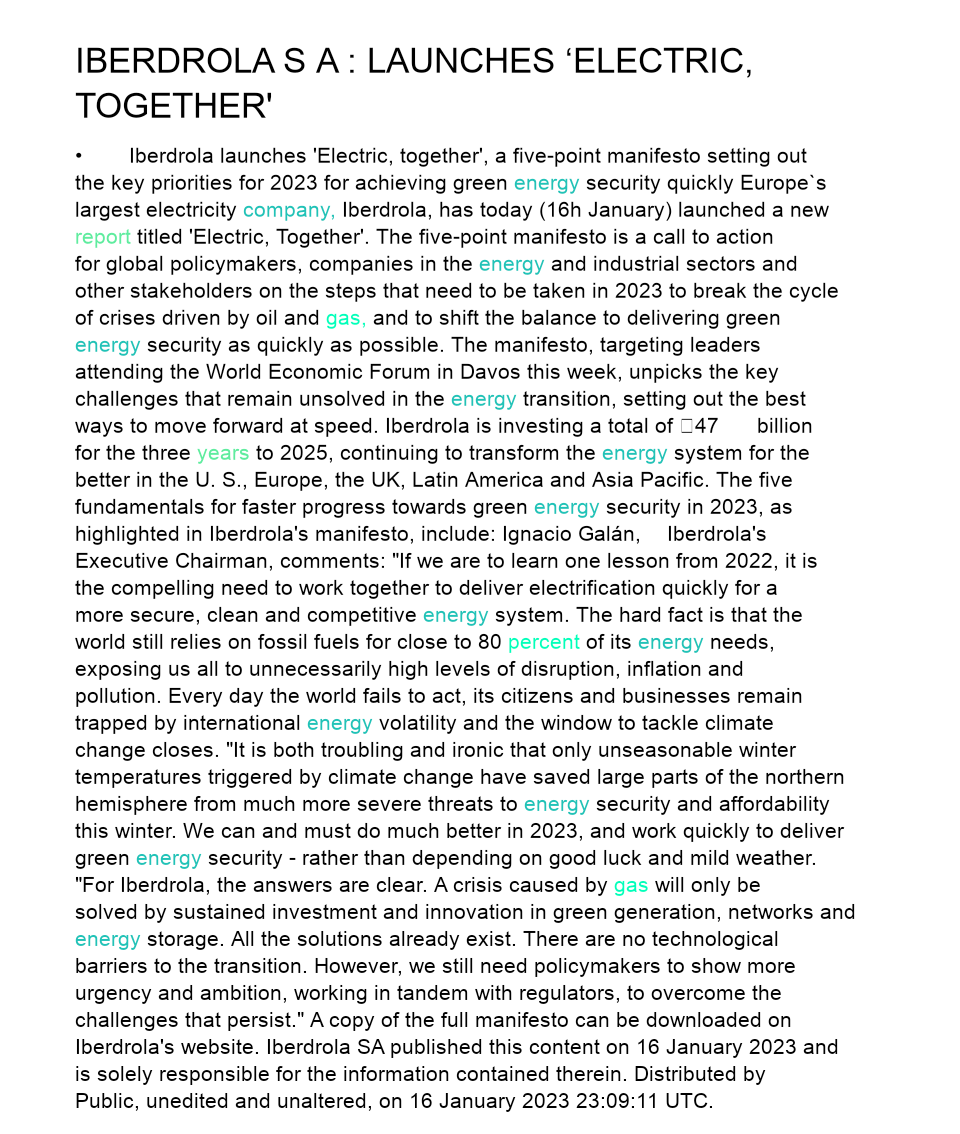 IBERDROLA S A : LAUNCHES ‘ELECTRIC,
TOGETHER'
• Iberdrola launches 'Electric, together', a five-point manifesto setting out
the key priorities for 2023 for achieving green energy security quickly Europe`s
largest electricity company, Iberdrola, has today (16h January) launched a new
report titled 'Electric, Together'. The five-point manifesto is a call to action
for global policymakers, companies in the energy and industrial sectors and
other stakeholders on the steps that need to be taken in 2023 to break the cycle
of crises driven by oil and gas, and to shift the balance to delivering green
energy security as quickly as possible. The manifesto, targeting leaders
attending the World Economic Forum in Davos this week, unpicks the key
challenges that remain unsolved in the energy transition, setting out the best
ways to move forward at speed. Iberdrola is investing a total of □47 billion
for the three years to 2025, continuing to transform the energy system for the
better in the U. S., Europe, the UK, Latin America and Asia Pacific. The five
fundamentals for faster progress towards green energy security in 2023, as
highlighted in Iberdrola's manifesto, include: Ignacio Galán, Iberdrola's
Executive Chairman, comments: "If we are to learn one lesson from 2022, it is
the compelling need to work together to deliver electrification quickly for a
more secure, clean and competitive energy system. The hard fact is that the
world still relies on fossil fuels for close to 80 percent of its energy needs,
exposing us all to unnecessarily high levels of disruption, inflation and
pollution. Every day the world fails to act, its citizens and businesses remain
trapped by international energy volatility and the window to tackle climate
change closes. "It is both troubling and ironic that only unseasonable winter
temperatures triggered by climate change have saved large parts of the northern
hemisphere from much more severe threats to energy security and affordability
this winter. We can and must do much better in 2023, and work quickly to deliver
green energy security - rather than depending on good luck and mild weather.
"For Iberdrola, the answers are clear. A crisis caused by gas will only be
solved by sustained investment and innovation in green generation, networks and
energy storage. All the solutions already exist. There are no technological
barriers to the transition. However, we still need policymakers to show more
urgency and ambition, working in tandem with regulators, to overcome the
challenges that persist." A copy of the full manifesto can be downloaded on
Iberdrola's website. Iberdrola SA published this content on 16 January 2023 and
is solely responsible for the information contained therein. Distributed by
Public, unedited and unaltered, on 16 January 2023 23:09:11 UTC.